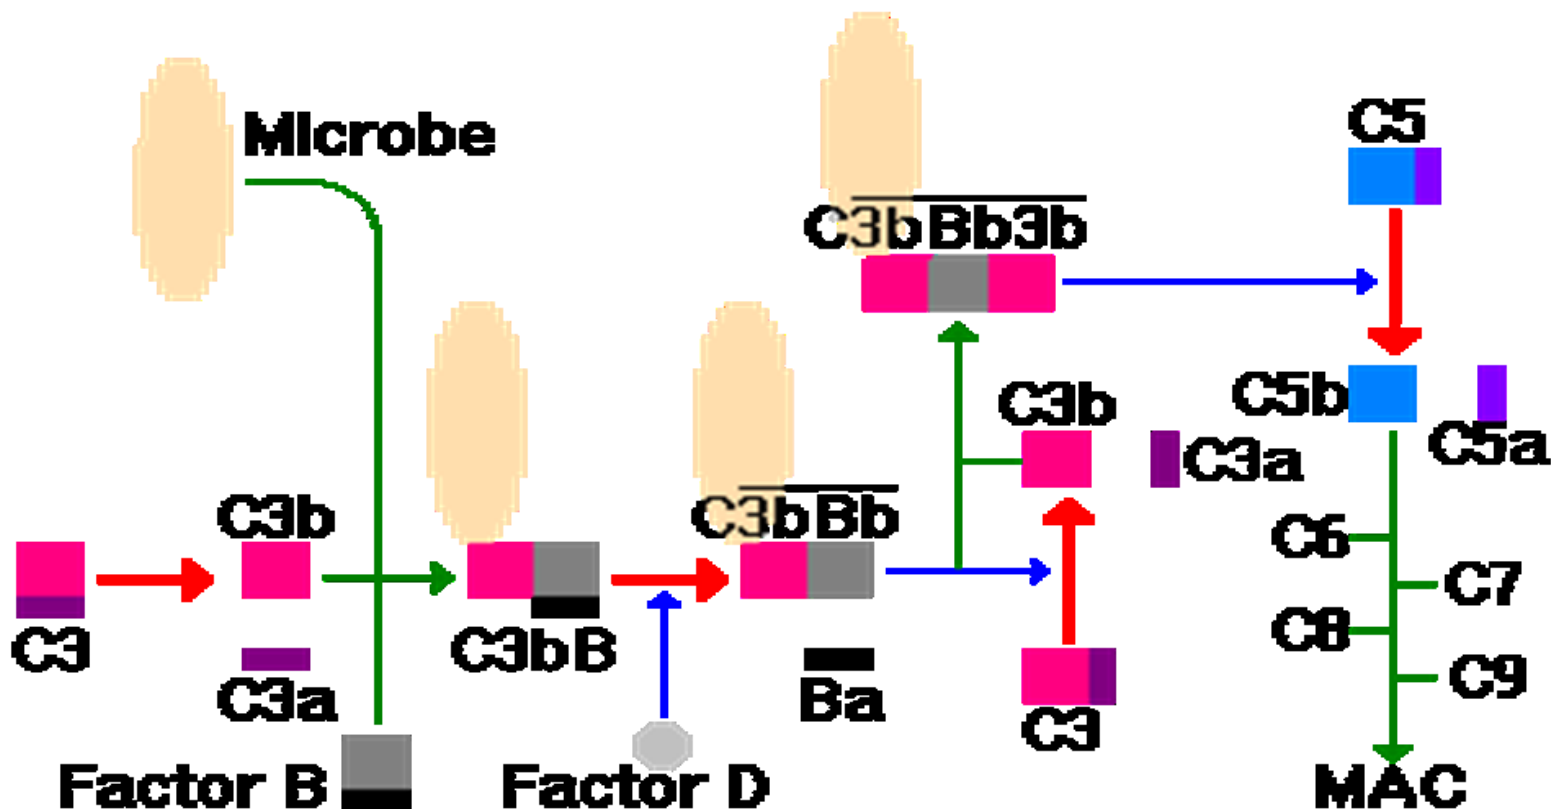 MIcrobe
C5
C3bBb3b
C5b
C5a
C3b
C3a
C3b
C3bBb
C6
C7
C8
C9
C3
C3a
C3bB
Ba
C3
Factor B
Factor D
MAC